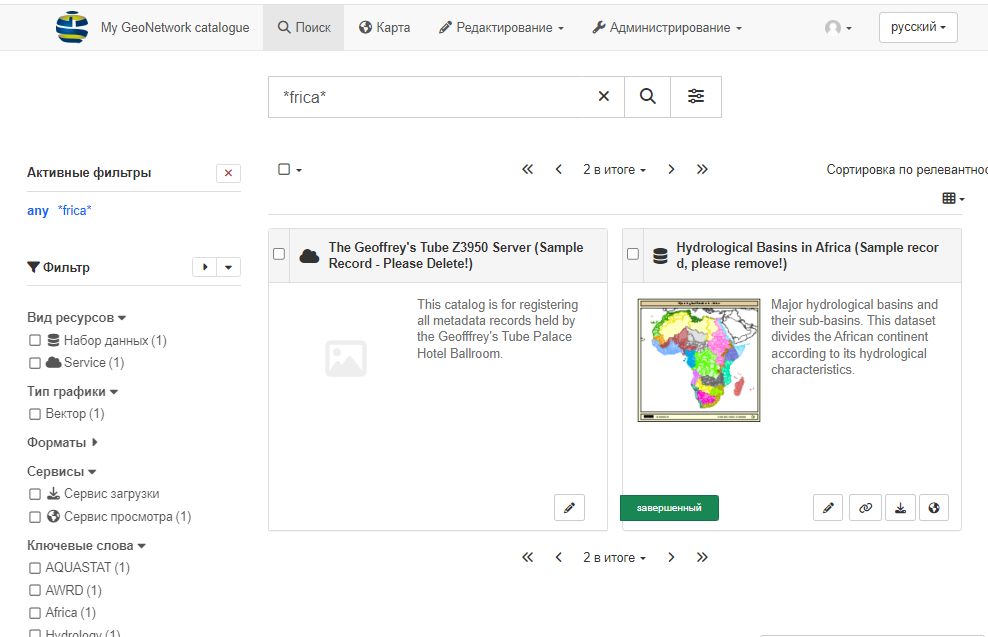 My GeoNetwork catalogue
Поиск
Карта
Редактирование
Администрирование
русский
*frica*
Активные фильтры
2 в итоге
Сортировка по релевантнос
any *frica*
Фильтр
Вид ресурсов
Набор данных (1)
Service (1)
Тип графики
Вектор (1)
Форматы
Сервисы
Сервис загрузки
Сервис просмотра (1)
Ключевые слова
AQUASTAT (1)
AWRD (1)
Africa (1)
Hydrology (1)
The Geoffrey's Tube Z3950 Server (Sample
Record - Please Delete!)
This catalog is for registering
all metadata records held by
the Geofffrey's Tube Palace
Hotel Ballroom.
Hydrological Basins in Africa (Sample recor
d, please remove!)
Major hydrological basins and
their sub-basins. This dataset
divides the African continent
according to its hydrological
characteristics.
завершенный
2 в итоге